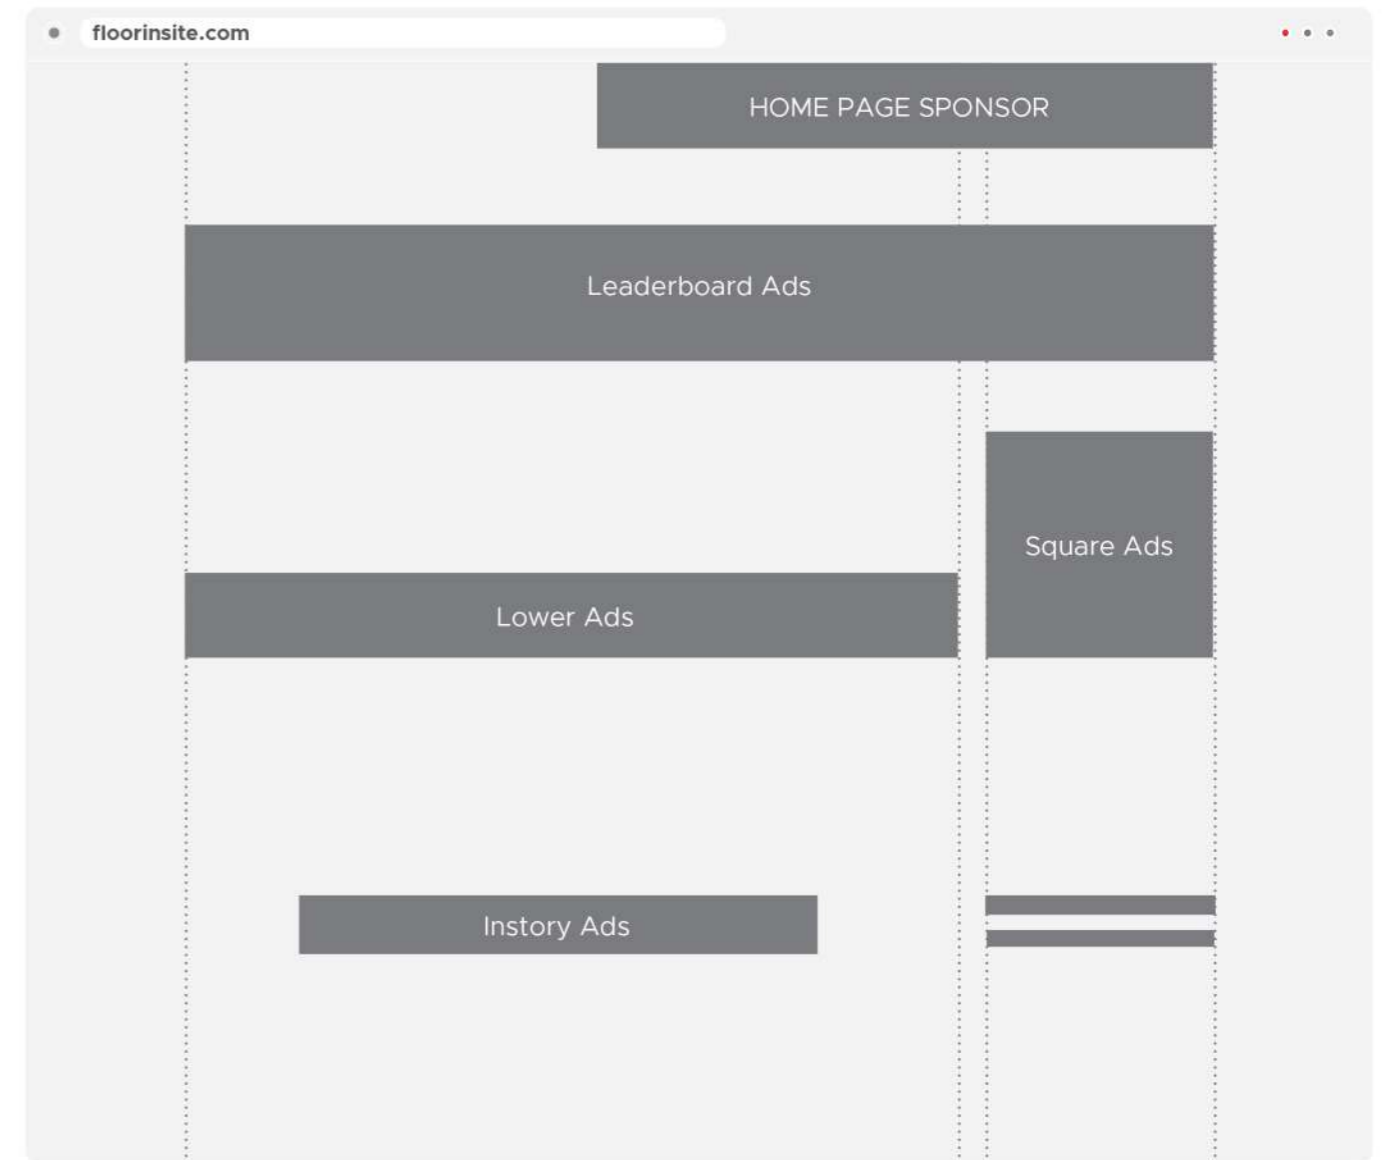 floorinsite.com
HOME PAGE SPONSOR
Leaderboard Ads
Square Ads
Lower Ads
Instory Ads